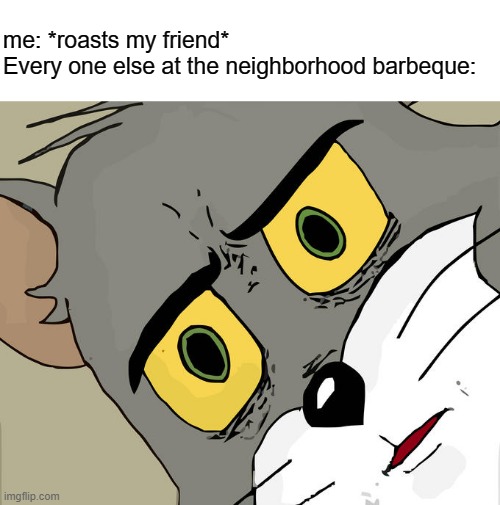 me: *roasts my friend*
Every one else at the neighborhood barbeque:
imgflip.com